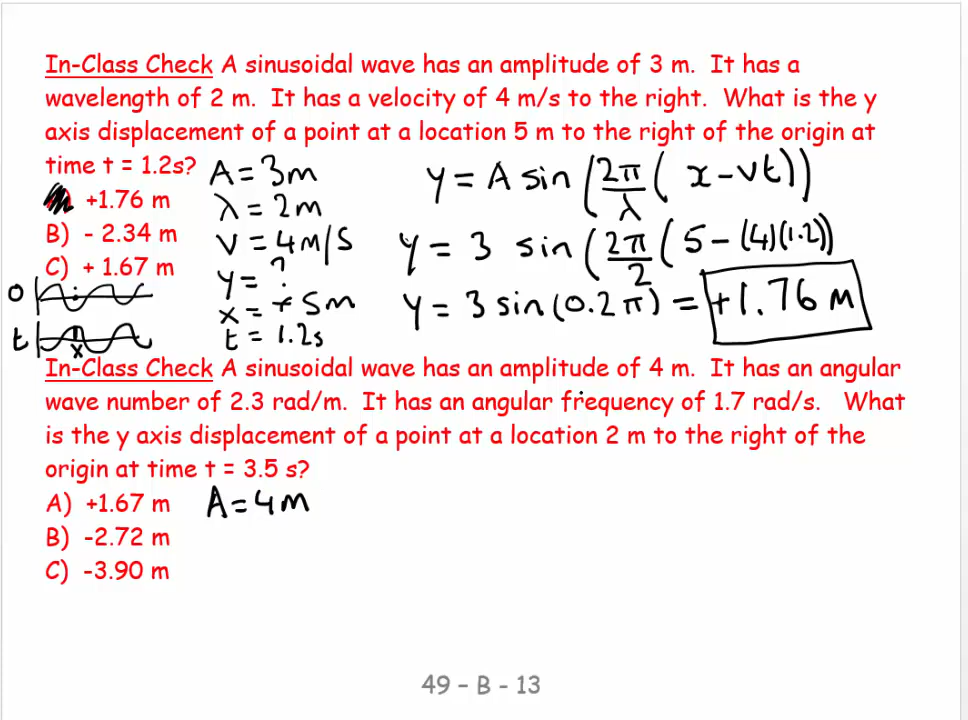 In-Class Check A sinusoidal wave has an amplitude of 3 m. It has a
wavelength of 2 m. It has a velocity of 4 m/s to the right. What is the y
axis displacement of a point at a location 5 m to the right of the origin at
time t = 1.2s?
+1.76 m
B) - 2.34 m
C) + 1.67 m
A = 3m
λ = 2m
v = 4m/s
y = ?
x = +5m
t = 1.2s
y = A sin (2π/λ ( x - vt))
y = 3 sin (2π/2 ( 5 - (4)(1.2))
y = 3 sin (0.2π) = +1.76 m
0
t
x
In-Class Check A sinusoidal wave has an amplitude of 4 m. It has an angular
wave number of 2.3 rad/m. It has an angular frequency of 1.7 rad/s. What
is the y axis displacement of a point at a location 2 m to the right of the
origin at time t = 3.5 s?
A) +1.67 m
B) -2.72 m
C) -3.90 m
A = 4m
49 – B - 13